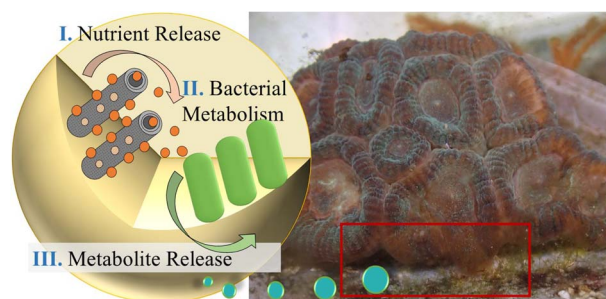 I. Nutrient Release
II. Bacterial
Metabolism
III. Metabolite Release